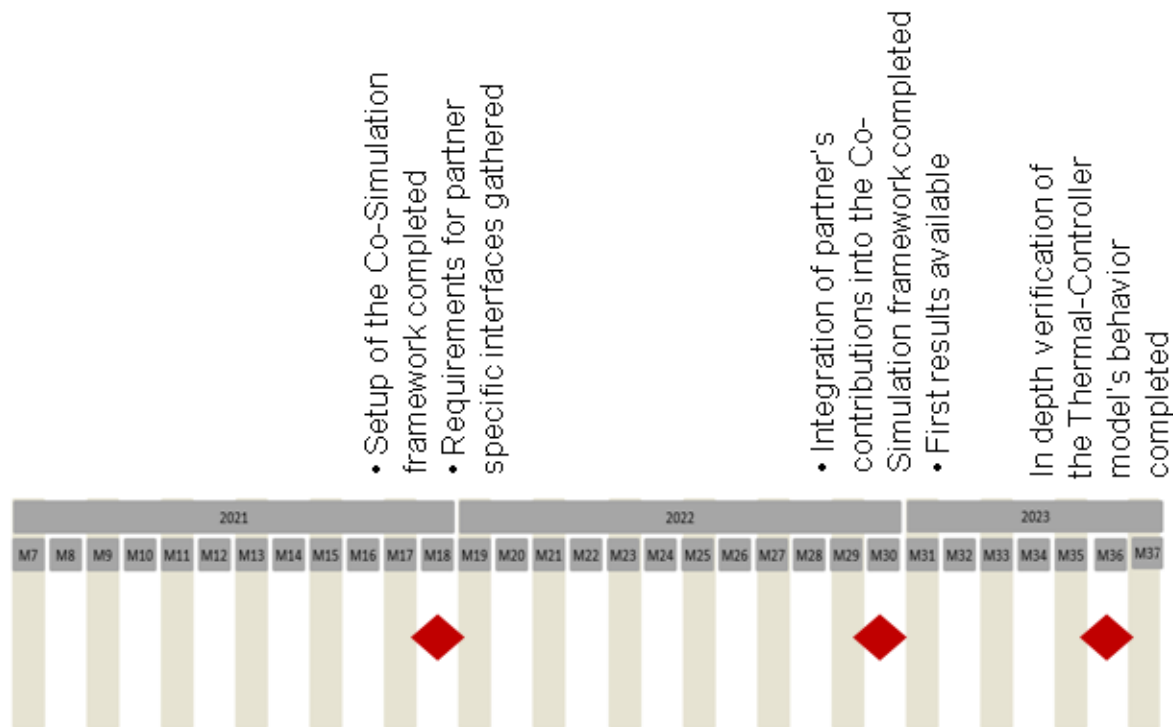 • Setup of the Co-Simulation
framework completed
• Requirements for partner
specific interfaces gathered
• Integration of partner's
contributions into the Co-
Simulation framework completed
• First results available
In depth verification of
the Thermal-Controller
model's behavior
completed
2021 2022 2023
M7 M8 M9 M10 M11 M12 M13 M14 M15 M16 M17 M18 M19 M20 M21 M22 M23 M24 M25 M26 M27 M28 M29 M30 M31 M32 M33 M34 M35 M36 M37